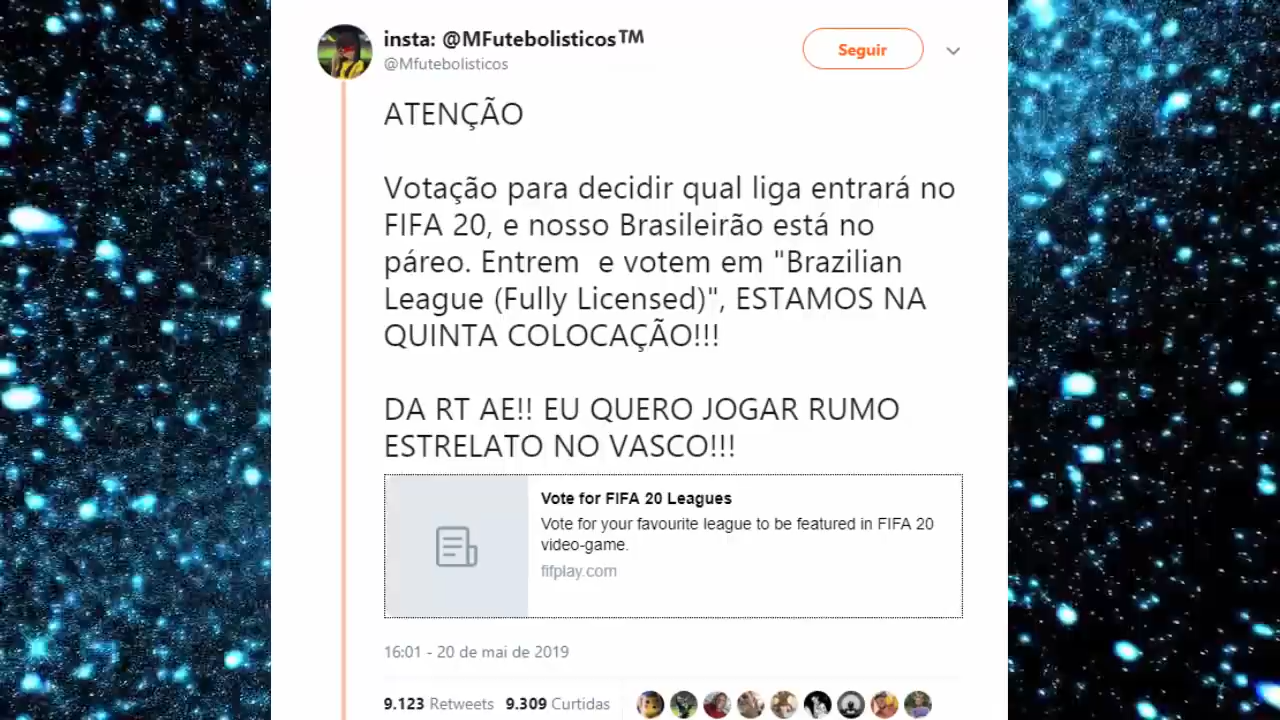 insta: @MFutebolisticos™
@Mfutebolisticos
Seguir
ATENÇÃO
Votação para decidir qual liga entrará no
FIFA 20, e nosso Brasileirão está no
páreo. Entrem  e votem em "Brazilian
League (Fully Licensed)", ESTAMOS NA
QUINTA COLOCAÇÃO!!!
DA RT AE!! EU QUERO JOGAR RUMO
ESTRELATO NO VASCO!!!
Vote for FIFA 20 Leagues
Vote for your favourite league to be featured in FIFA 20
video-game.
fifplay.com
16:01 - 20 de mai de 2019
9.123 Retweets 9.309 Curtidas